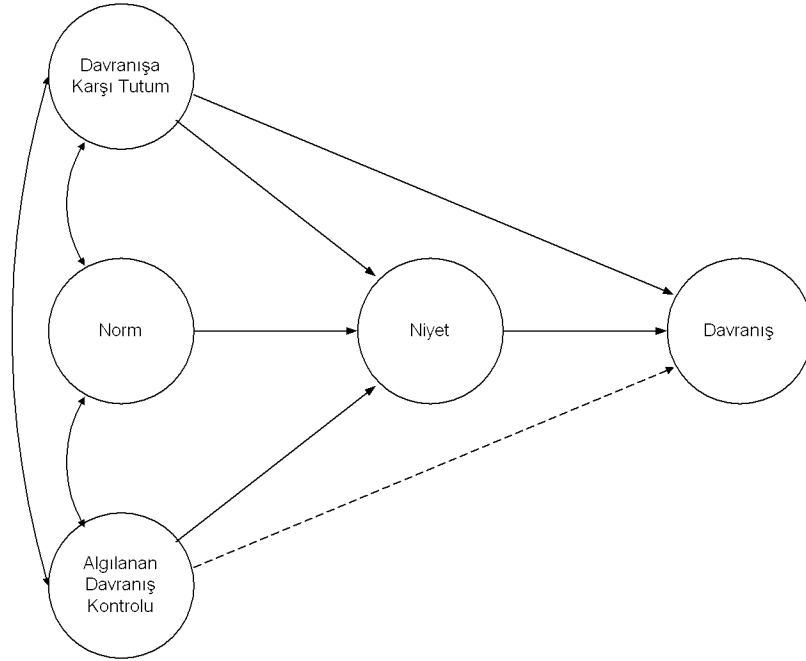 Davranışa
Karşı Tutum
Norm
Niyet
Davranış
Algılanan
Davranış
Kontrolu